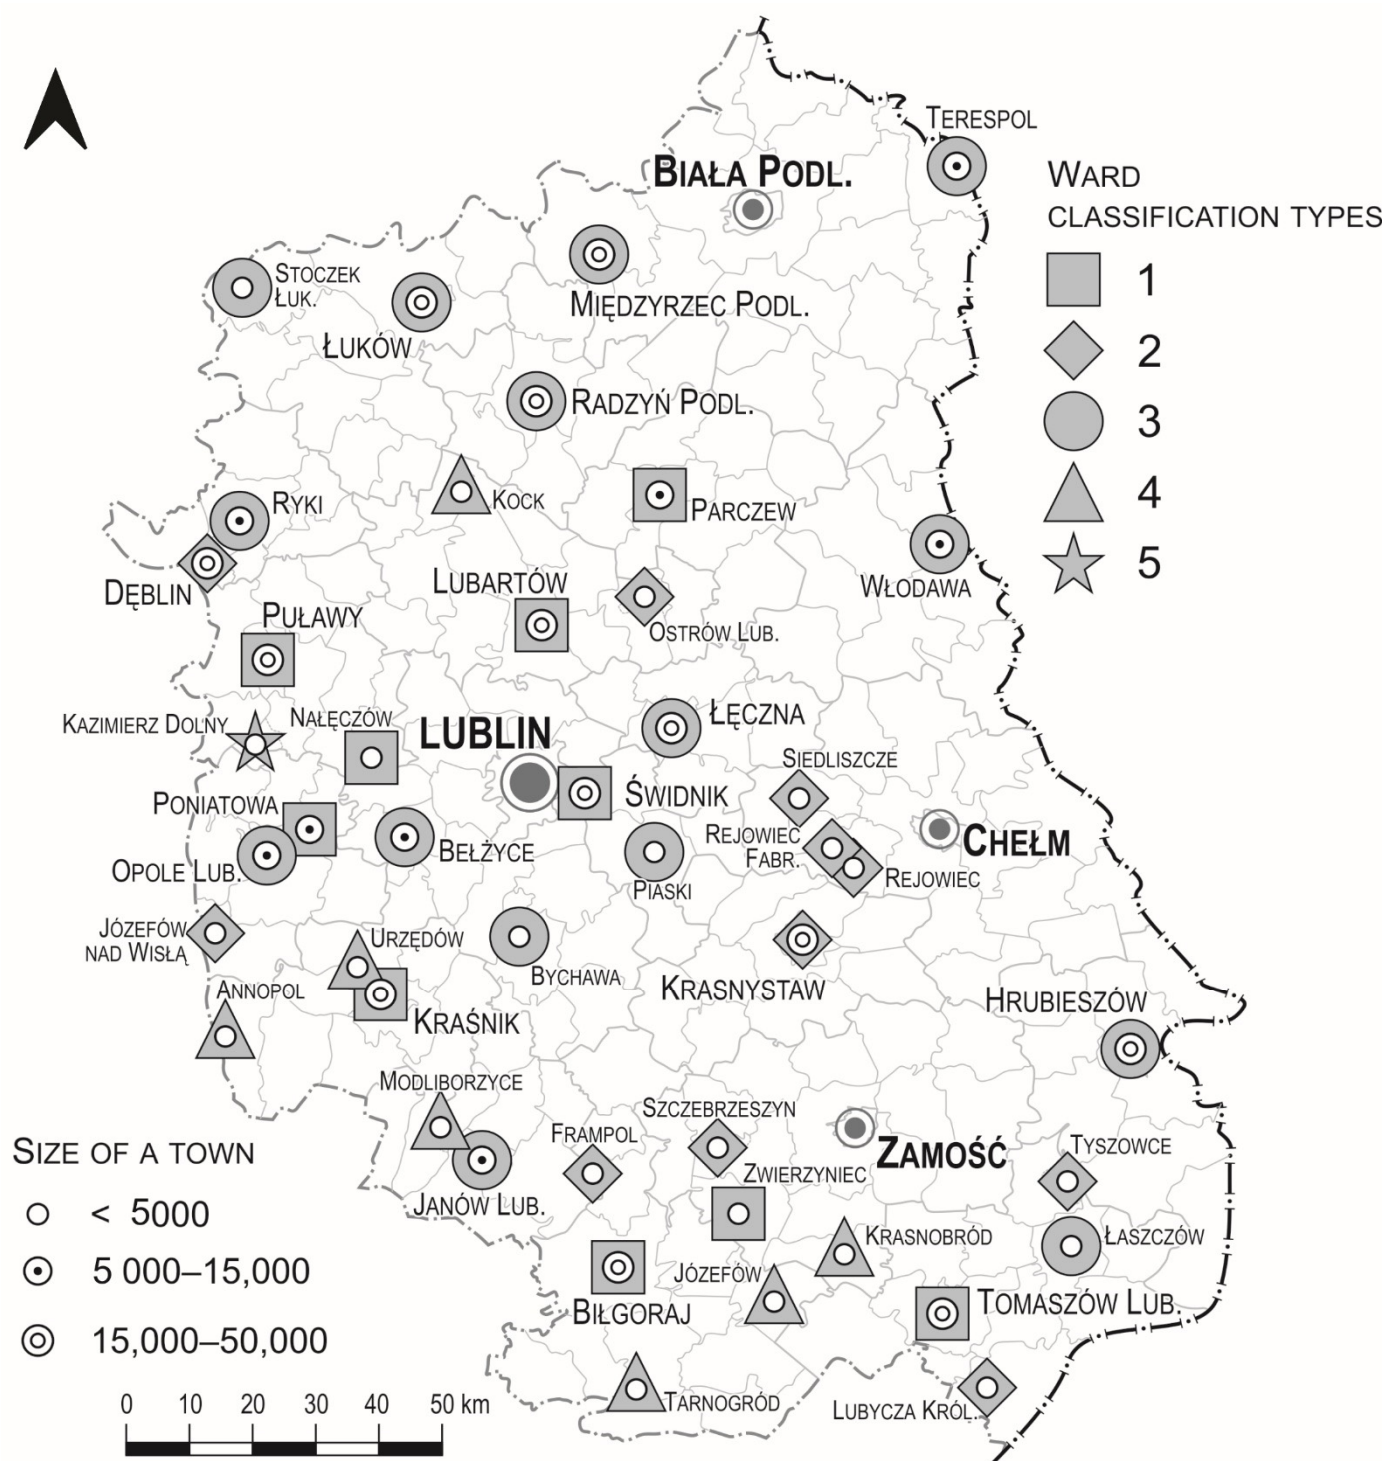 TERESPOL
BIAŁA PODL.
WARD
CLASSIFICATION TYPES
1
2
3
4
5
STOCZEK
ŁUK.
MIĘDZYRZEC PODL.
ŁUKÓW
RADZYŃ PODL.
RYKI
KOCK
PARCZEW
DĘBLIN
LUBARTÓW
WŁODAWA
PUŁAWY
OSTRÓW LUB.
KAZIMIERZ DOLNY
NAŁĘCZÓW
LUBLIN
ŁĘCZNA
SIEDLISZCZE
PONIATOWA
ŚWIDNIK
REJOWIEC
FABR.
CHEŁM
OPOLE LUB.
BEŁŻYCE
PIASKI
REJOWIEC
JÓZEFÓW
NAD WISŁĄ
URZĘDÓW
BYCHAWA
KRASNYSTAW
ANNOPOL
KRAŚNIK
HRUBIESZÓW
MODLIBORZYCE
SZCZEBRZESZYN
FRAMPOL
ZAMOŚĆ
TYSZOWCE
ZWIERZYNIEC
JANÓW LUB.
KRASNOBRÓD
ŁASZCZÓW
JÓZEFÓW
BIŁGORAJ
TOMASZÓW LUB.
TARNOGRÓD
LUBYCZA KRÓL.
SIZE OF A TOWN
< 5000
5 000–15,000
15,000–50,000
0 10 20 30 40 50 km